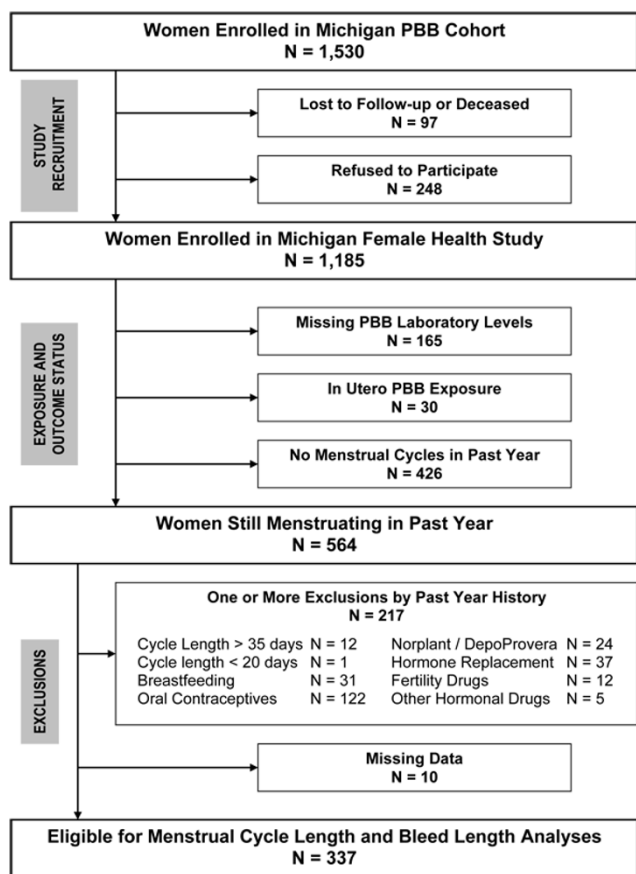 Women Enrolled in Michigan PBB Cohort
N = 1,530
STUDY
RECRUITMENT
Lost to Follow-up or Deceased
N = 97
Refused to Participate
N = 248
Women Enrolled in Michigan Female Health Study
N = 1,185
EXPOSURE AND
OUTCOME STATUS
Missing PBB Laboratory Levels
N = 165
In Utero PBB Exposure
N = 30
No Menstrual Cycles in Past Year
N = 426
Women Still Menstruating in Past Year
N = 564
EXCLUSIONS
One or More Exclusions by Past Year History
N = 217
Cycle Length > 35 days N = 12 Norplant / DepoProvera N = 24
Cycle length < 20 days N = 1 Hormone Replacement N = 37
Breastfeeding N = 31 Fertility Drugs N = 12
Oral Contraceptives N = 122 Other Hormonal Drugs N = 5
Missing Data
N = 10
Eligible for Menstrual Cycle Length and Bleed Length Analyses
N = 337